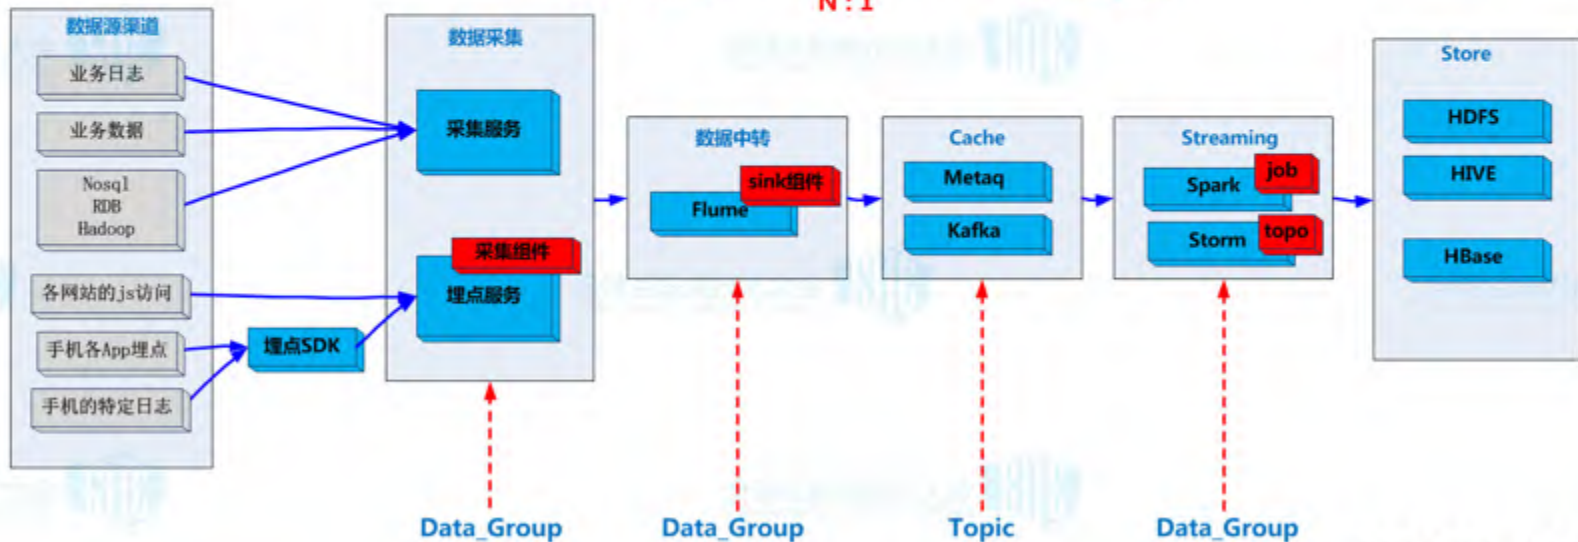 N : 1
数据源渠道
业务日志
业务数据
Nosql
RDB
Hadoop
各网站的js访问
手机各App埋点
手机的特定日志
埋点SDK
数据采集
采集服务
采集组件
埋点服务
数据中转
sink组件
Flume
Cache
Metaq
Kafka
Streaming
job
Spark
topo
Storm
Store
HDFS
HIVE
HBase
Data_Group
Data_Group
Topic
Data_Group